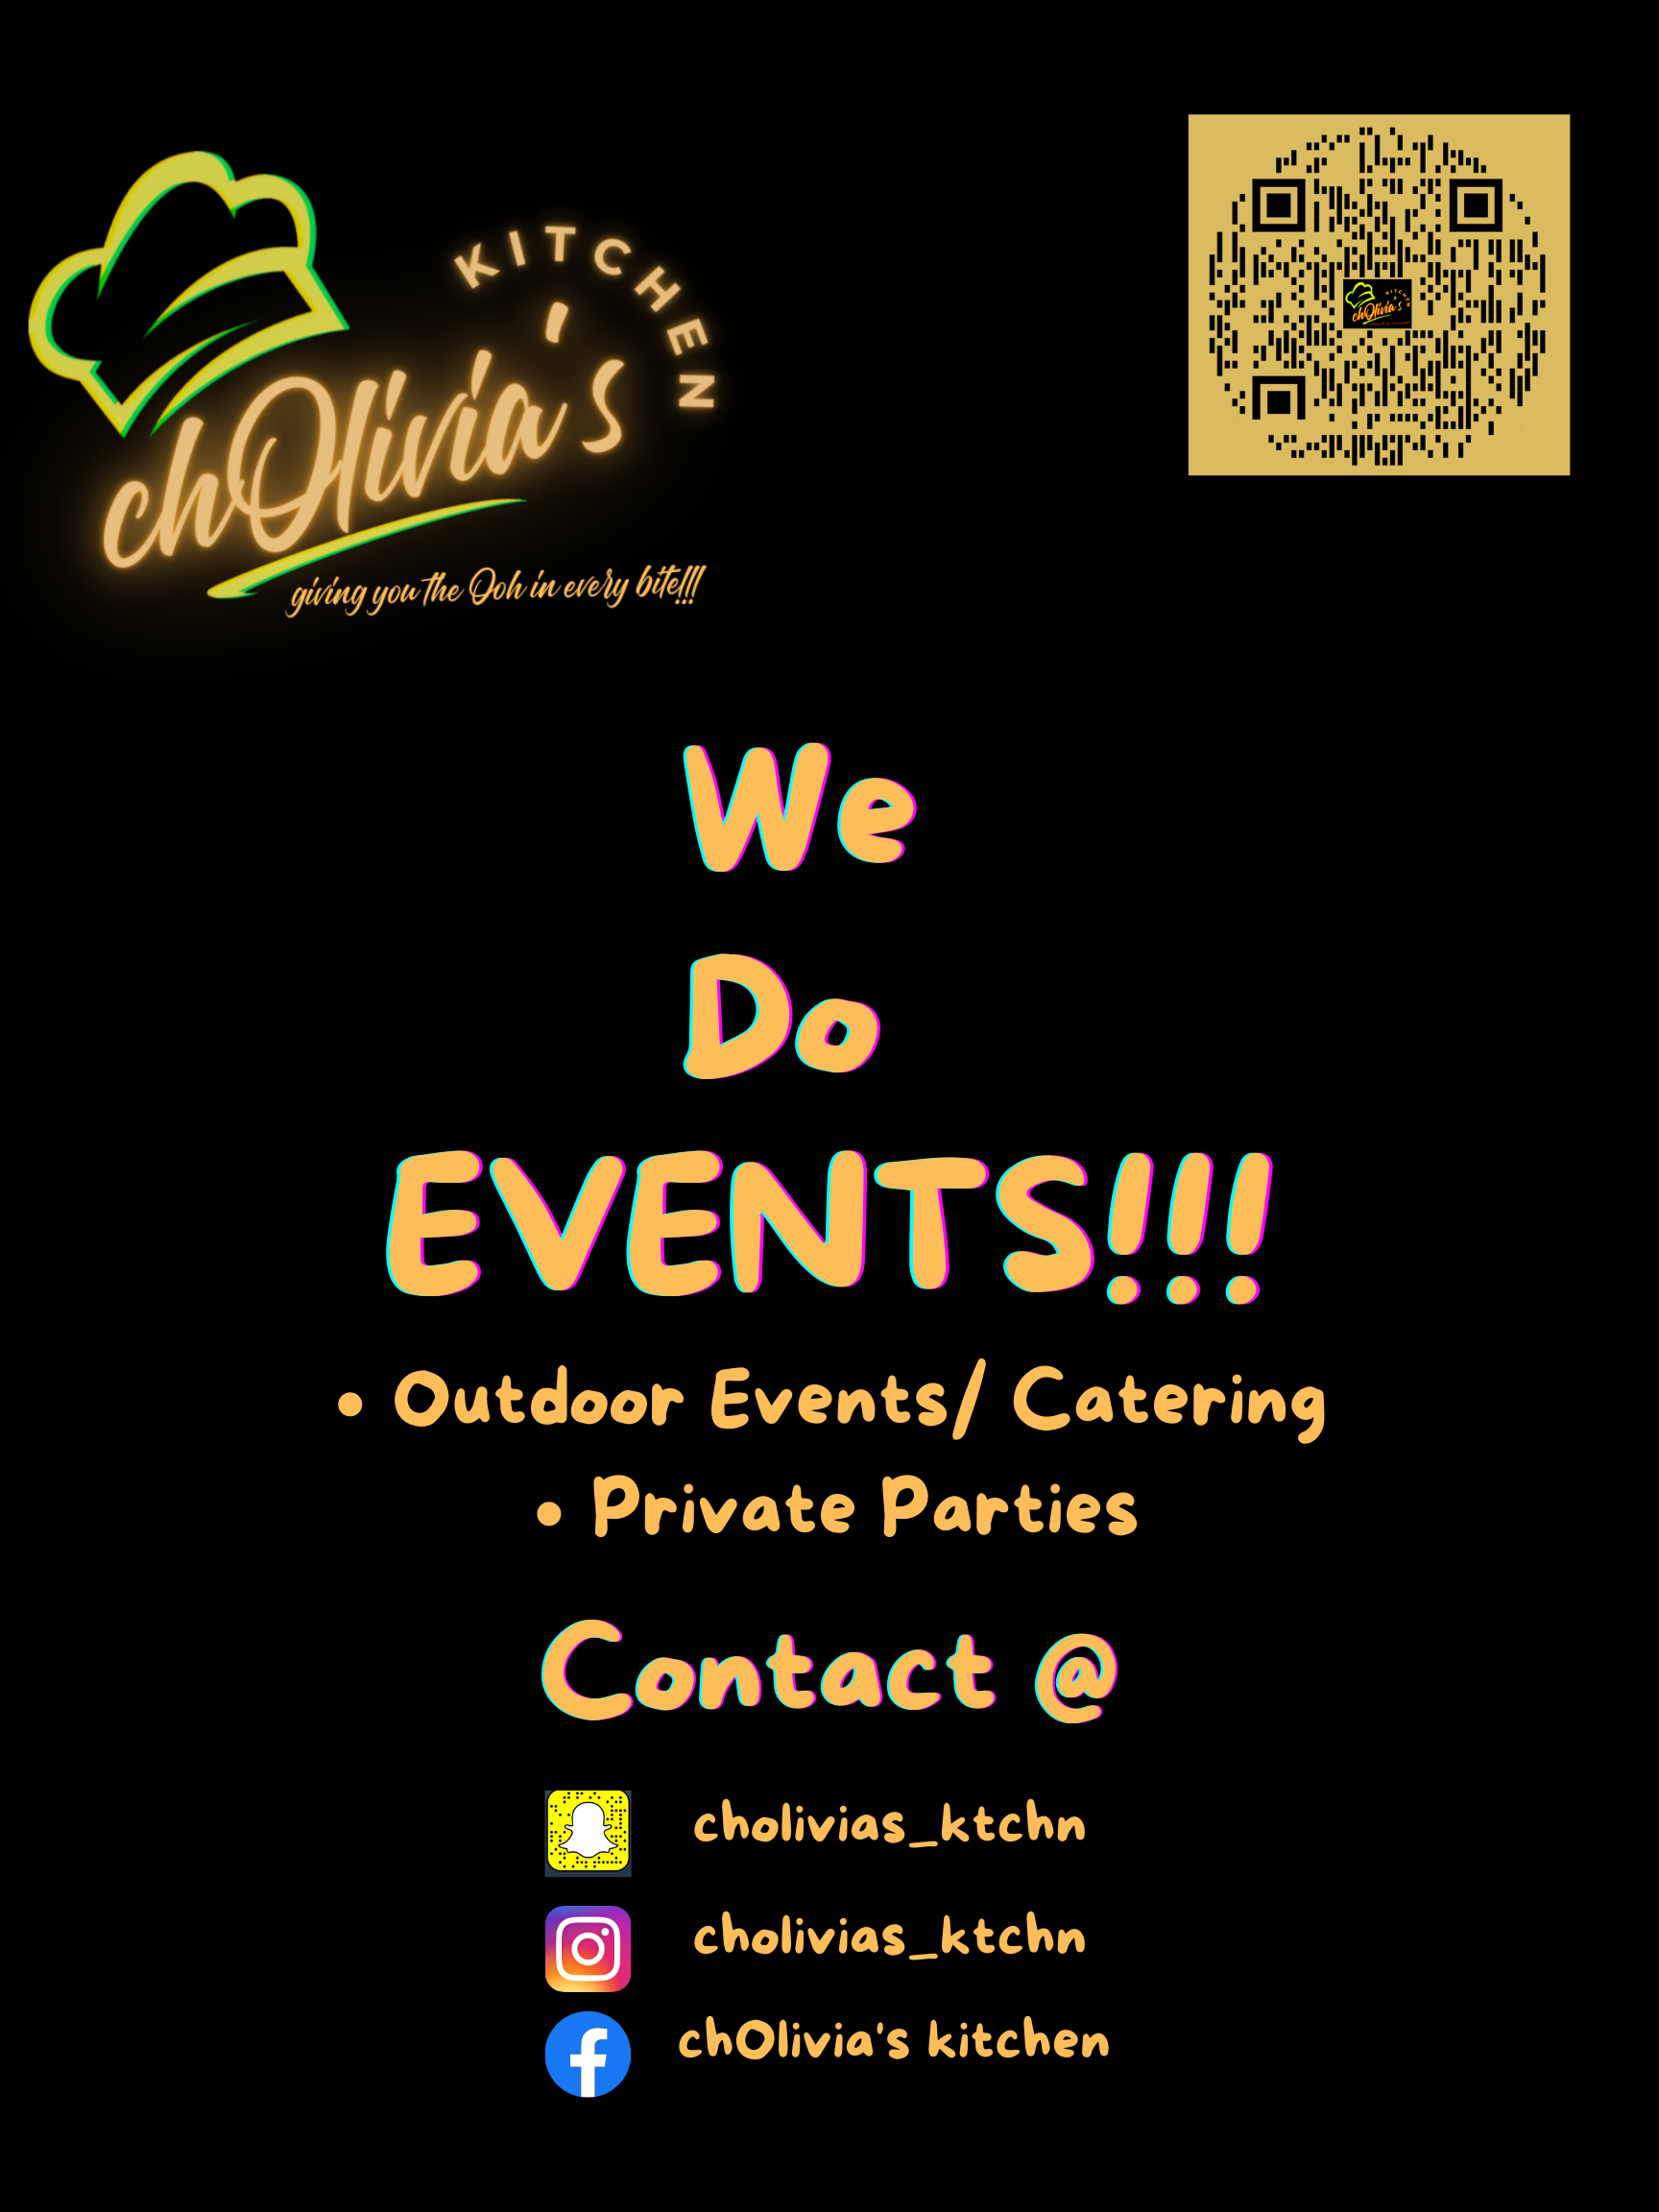 KITCHEN
chOlivia's
giving you the Ooh in every bite!!!
We
Do
EVENTS!!!
• Outdoor Events/ Catering
• Private Parties
Contact @
cholivias_ktchn
cholivias_ktchn
chOlivia's kitchen